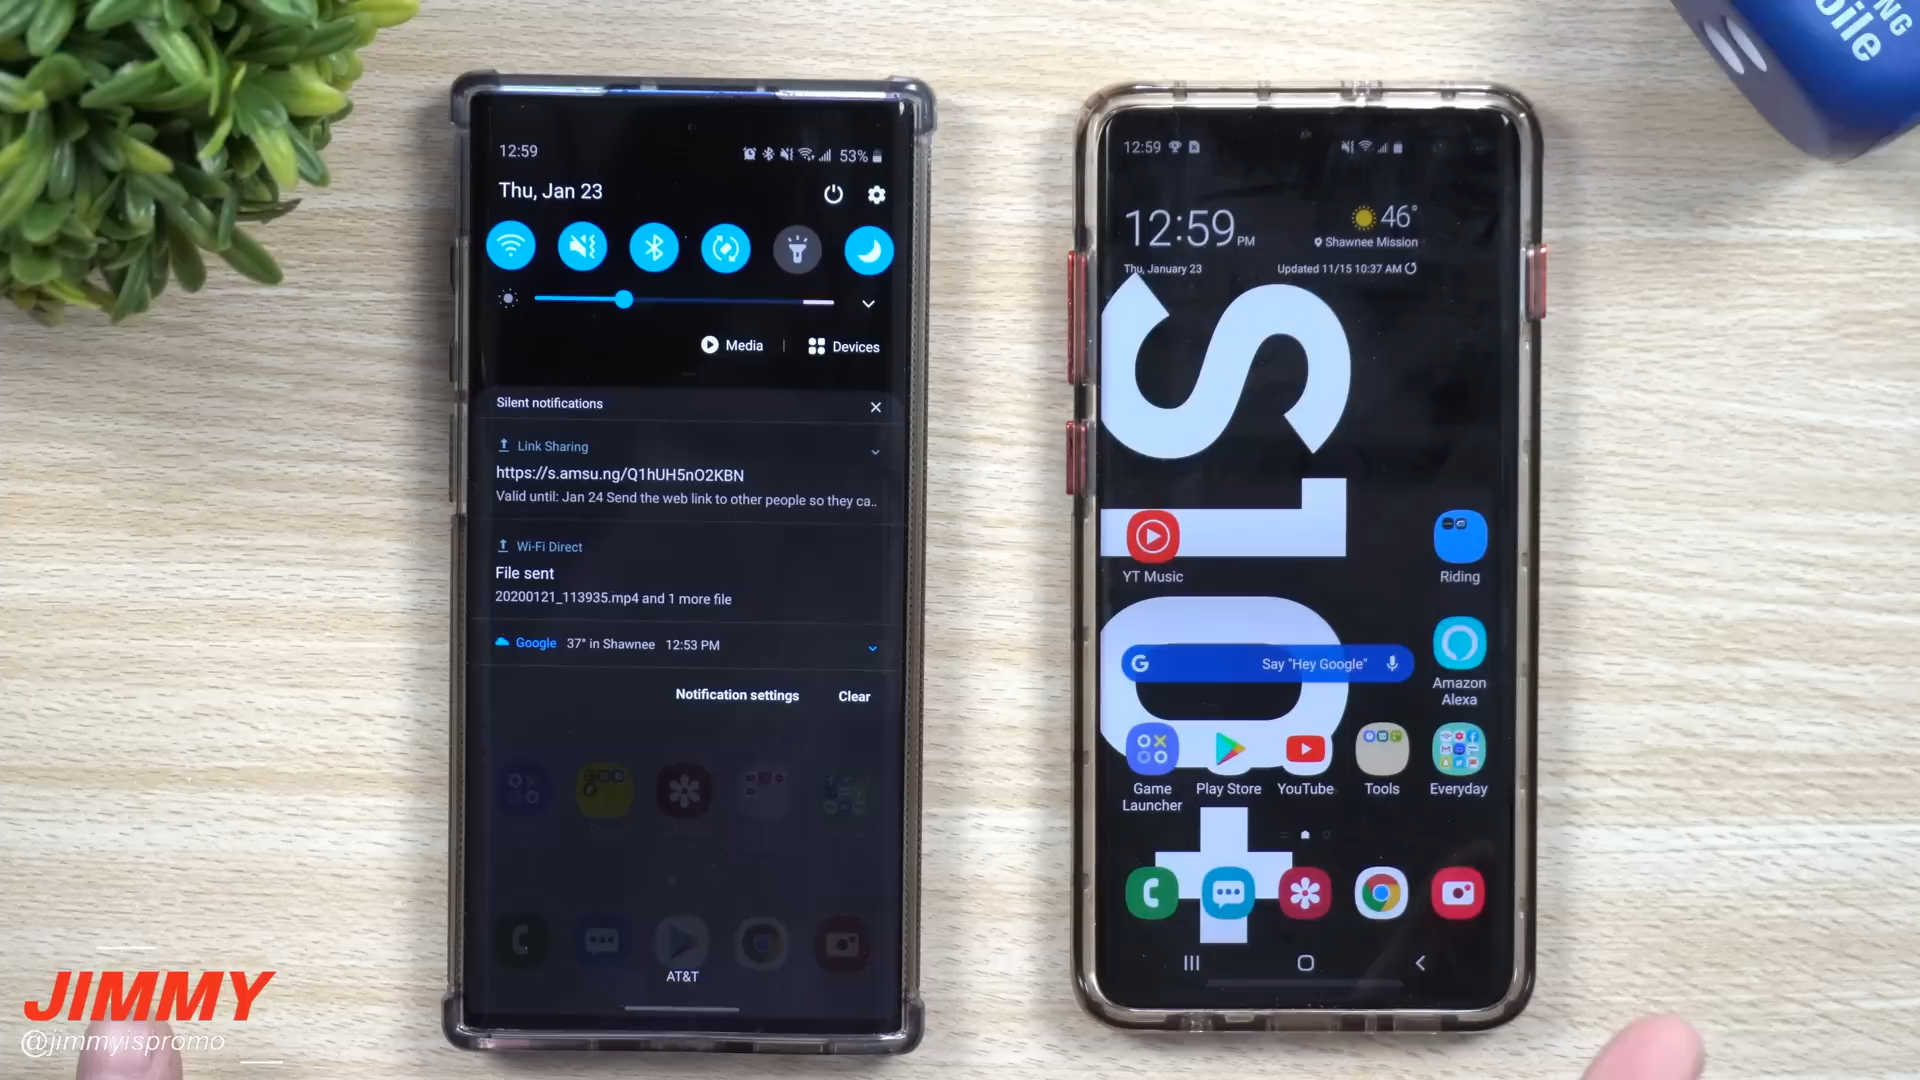 NG
bile
12:59
53%
Thu, Jan 23
Media
Devices
Silent notifications
Link Sharing
https://s.amsu.ng/Q1hUH5nO2KBN
Valid until: Jan 24 Send the web link to other people so they ca..
Wi-Fi Direct
File sent
20200121_113935.mp4 and 1 more file
Google 37° in Shawnee 12:53 PM
Notification settings
Clear
AT&T
12:59
12:59 PM
46°
Shawnee Mission
Thu, January 23
Updated 11/15 10:37 AM
S10+
YT Music
Riding
G Say "Hey Google"
Amazon
Alexa
Game
Launcher
Play Store
YouTube
Tools
Everyday
JIMMY
@jimmyispromo